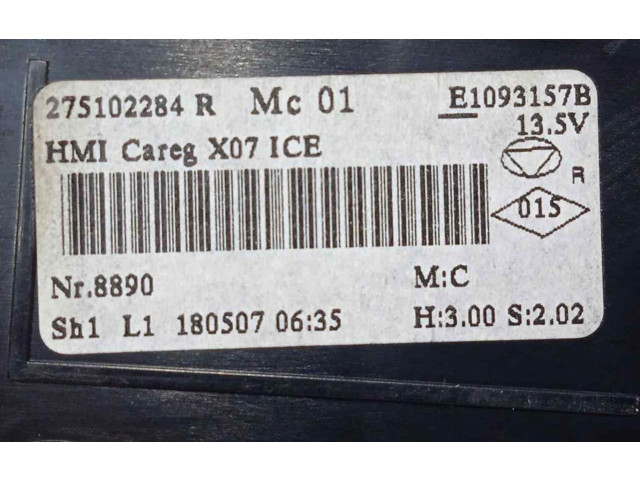 275102284 R Mc 01 E1093157B
13.5V
HMI Careg X07 ICE
R
015
Nr.8890 M:C
Sh1 L1 180507 06:35 H:3.00 S:2.02